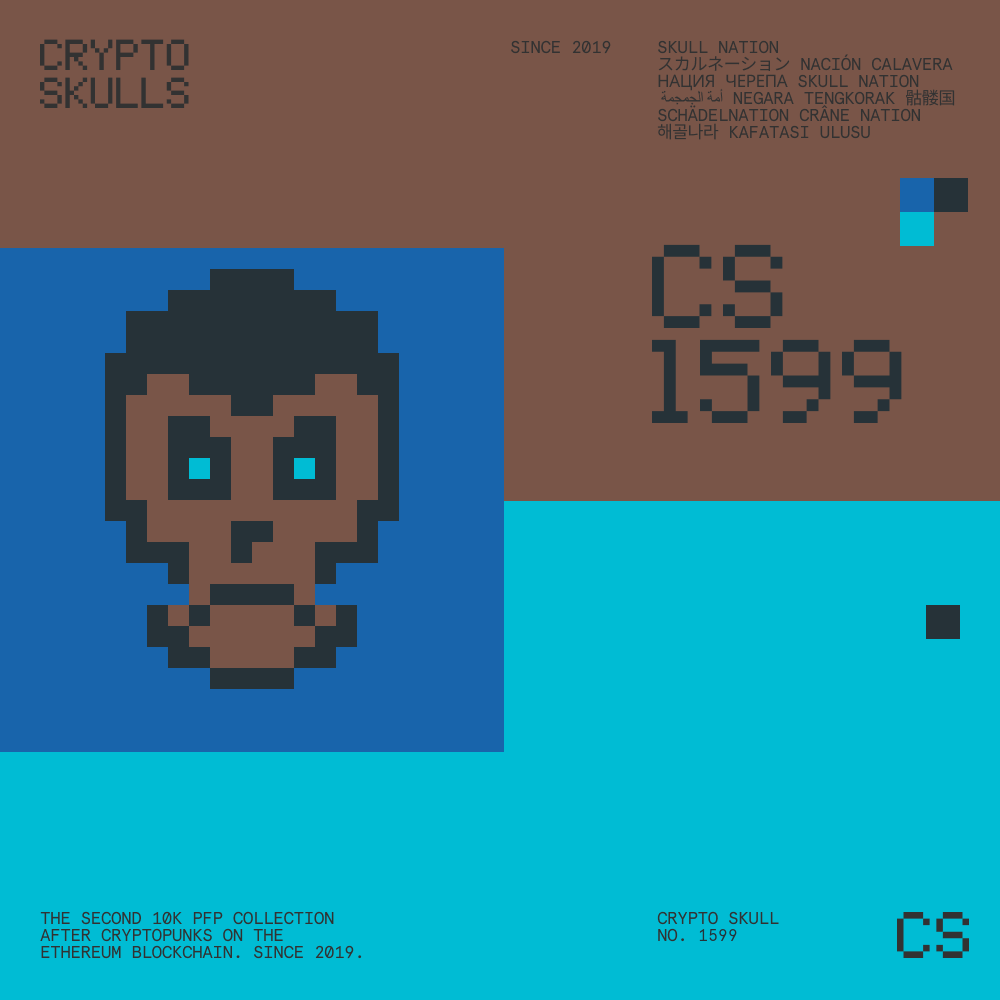 CRYPTO
SKULLS
SINCE 2019
SKULL NATION
スカルネーション NACIÓN CALAVERA
НАЦИЯ ЧЕРЕПА SKULL NATION
أمة الجمجمة NEGARA TENGKORAK 骷髅国
SCHÄDELNATION CRÂNE NATION
해골나라 KAFATASI ULUSU
CS
1599
THE SECOND 10K PFP COLLECTION
AFTER CRYPTOPUNKS ON THE
ETHEREUM BLOCKCHAIN. SINCE 2019.
CRYPTO SKULL
NO. 1599
CS